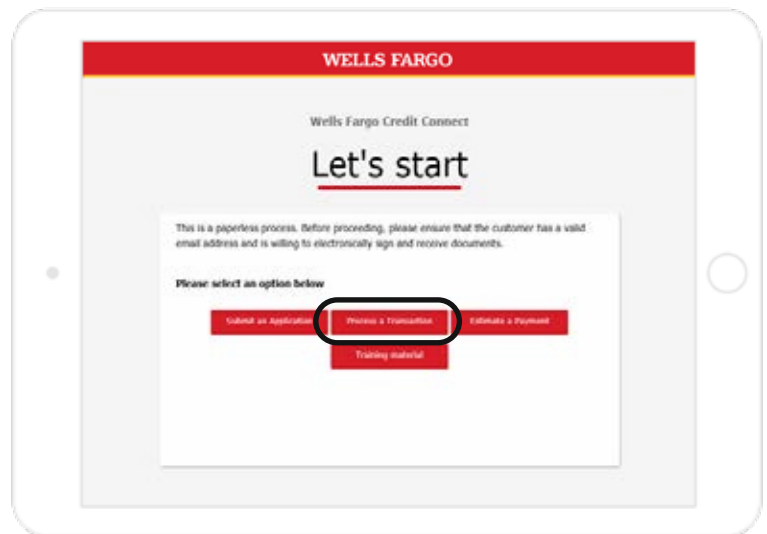 WELLS FARGO
Wells Fargo Credit Connect
Let's start
This is a paperless process. Before proceeding, please ensure that the customer has a valid
email address and is willing to electronically sign and receive documents.
Please select an option below
Submit an Application Process a Transaction Estimate a Payment
Training material